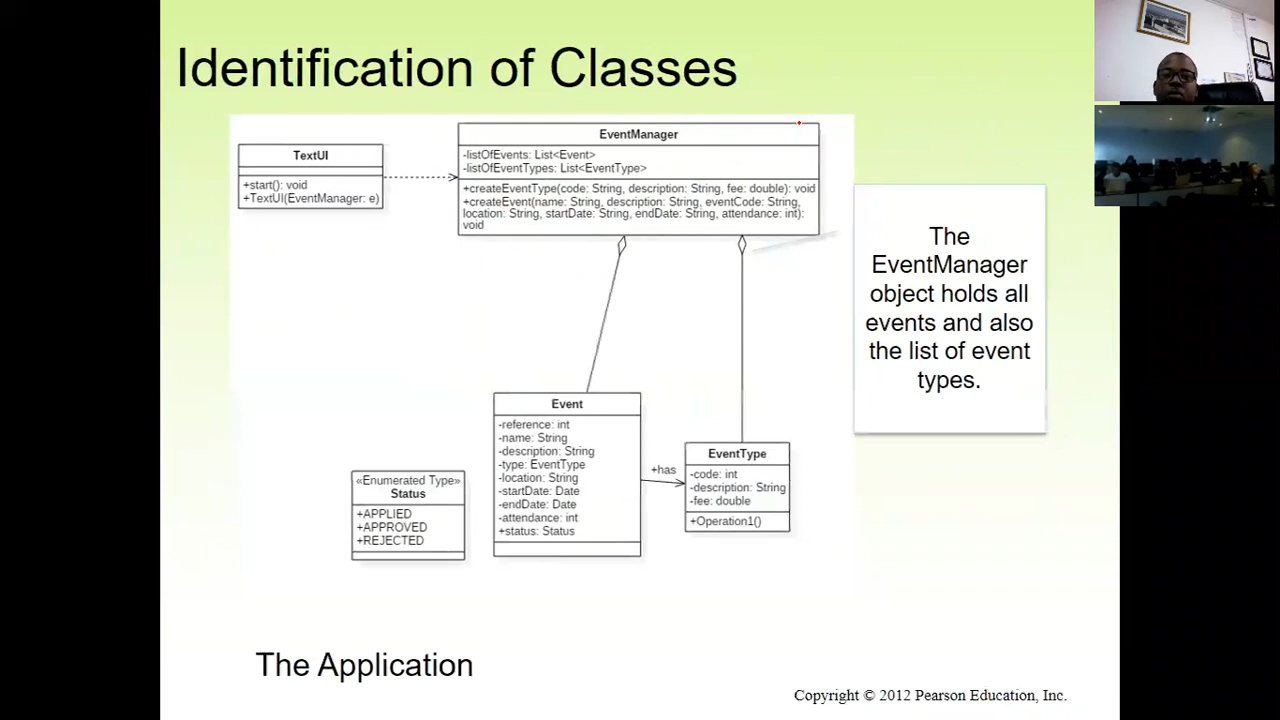 Identification of Classes
TextUI
+start(): void
+TextUI(EventManager: e)
EventManager
-listOfEvents: List<Event>
-listOfEventTypes: List<EventType>
+createEventType(code: String, description: String, fee: double): void
+createEvent(name: String, description: String, eventCode: String,
location: String, startDate: String, endDate: String, attendance: int):
void
The
EventManager
object holds all
events and also
the list of event
types.
Event
-reference: int
-name: String
-description: String
-type: EventType
-location: String
-startDate: Date
-endDate: Date
-attendance: int
+status: Status
+has
EventType
-code: int
-description: String
-fee: double
+Operation1()
«Enumerated Type»
Status
+APPLIED
+APPROVED
+REJECTED
The Application
Copyright © 2012 Pearson Education, Inc.